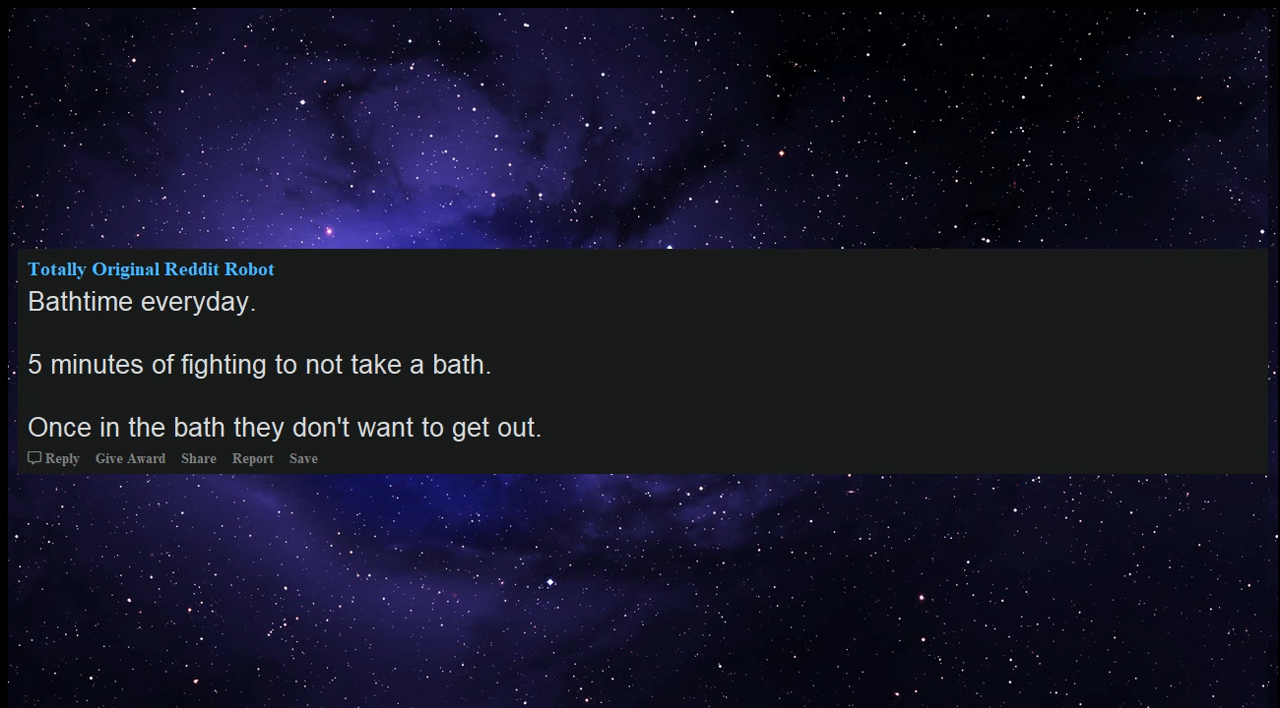 Totally Original Reddit Robot
Bathtime everyday.
5 minutes of fighting to not take a bath.
Once in the bath they don't want to get out.
Reply Give Award Share Report Save